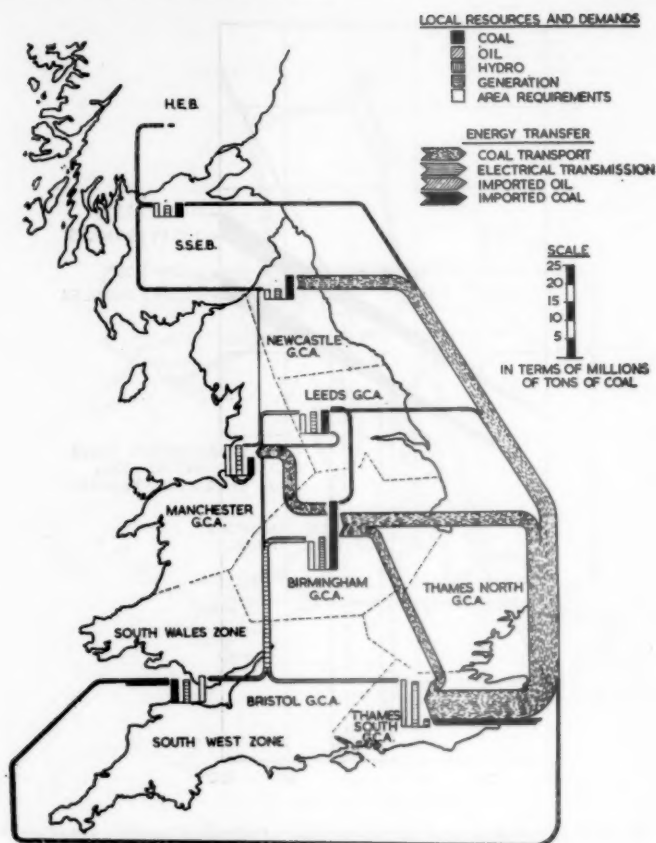 LOCAL RESOURCES AND DEMANDS
COAL
OIL
HYDRO
GENERATION
AREA REQUIREMENTS
ENERGY TRANSFER
COAL TRANSPORT
ELECTRICAL TRANSMISSION
IMPORTED OIL
IMPORTED COAL
SCALE
25
20
15
10
5
IN TERMS OF MILLIONS
OF TONS OF COAL
H.E.B.
S.S.E.B.
NEWCASTLE
G.C.A.
LEEDS G.C.A.
MANCHESTER
G.C.A.
BIRMINGHAM
G.C.A.
THAMES NORTH
G.C.A.
SOUTH WALES ZONE
BRISTOL G.C.A.
THAMES
SOUTH
G.C.A.
SOUTH WEST ZONE